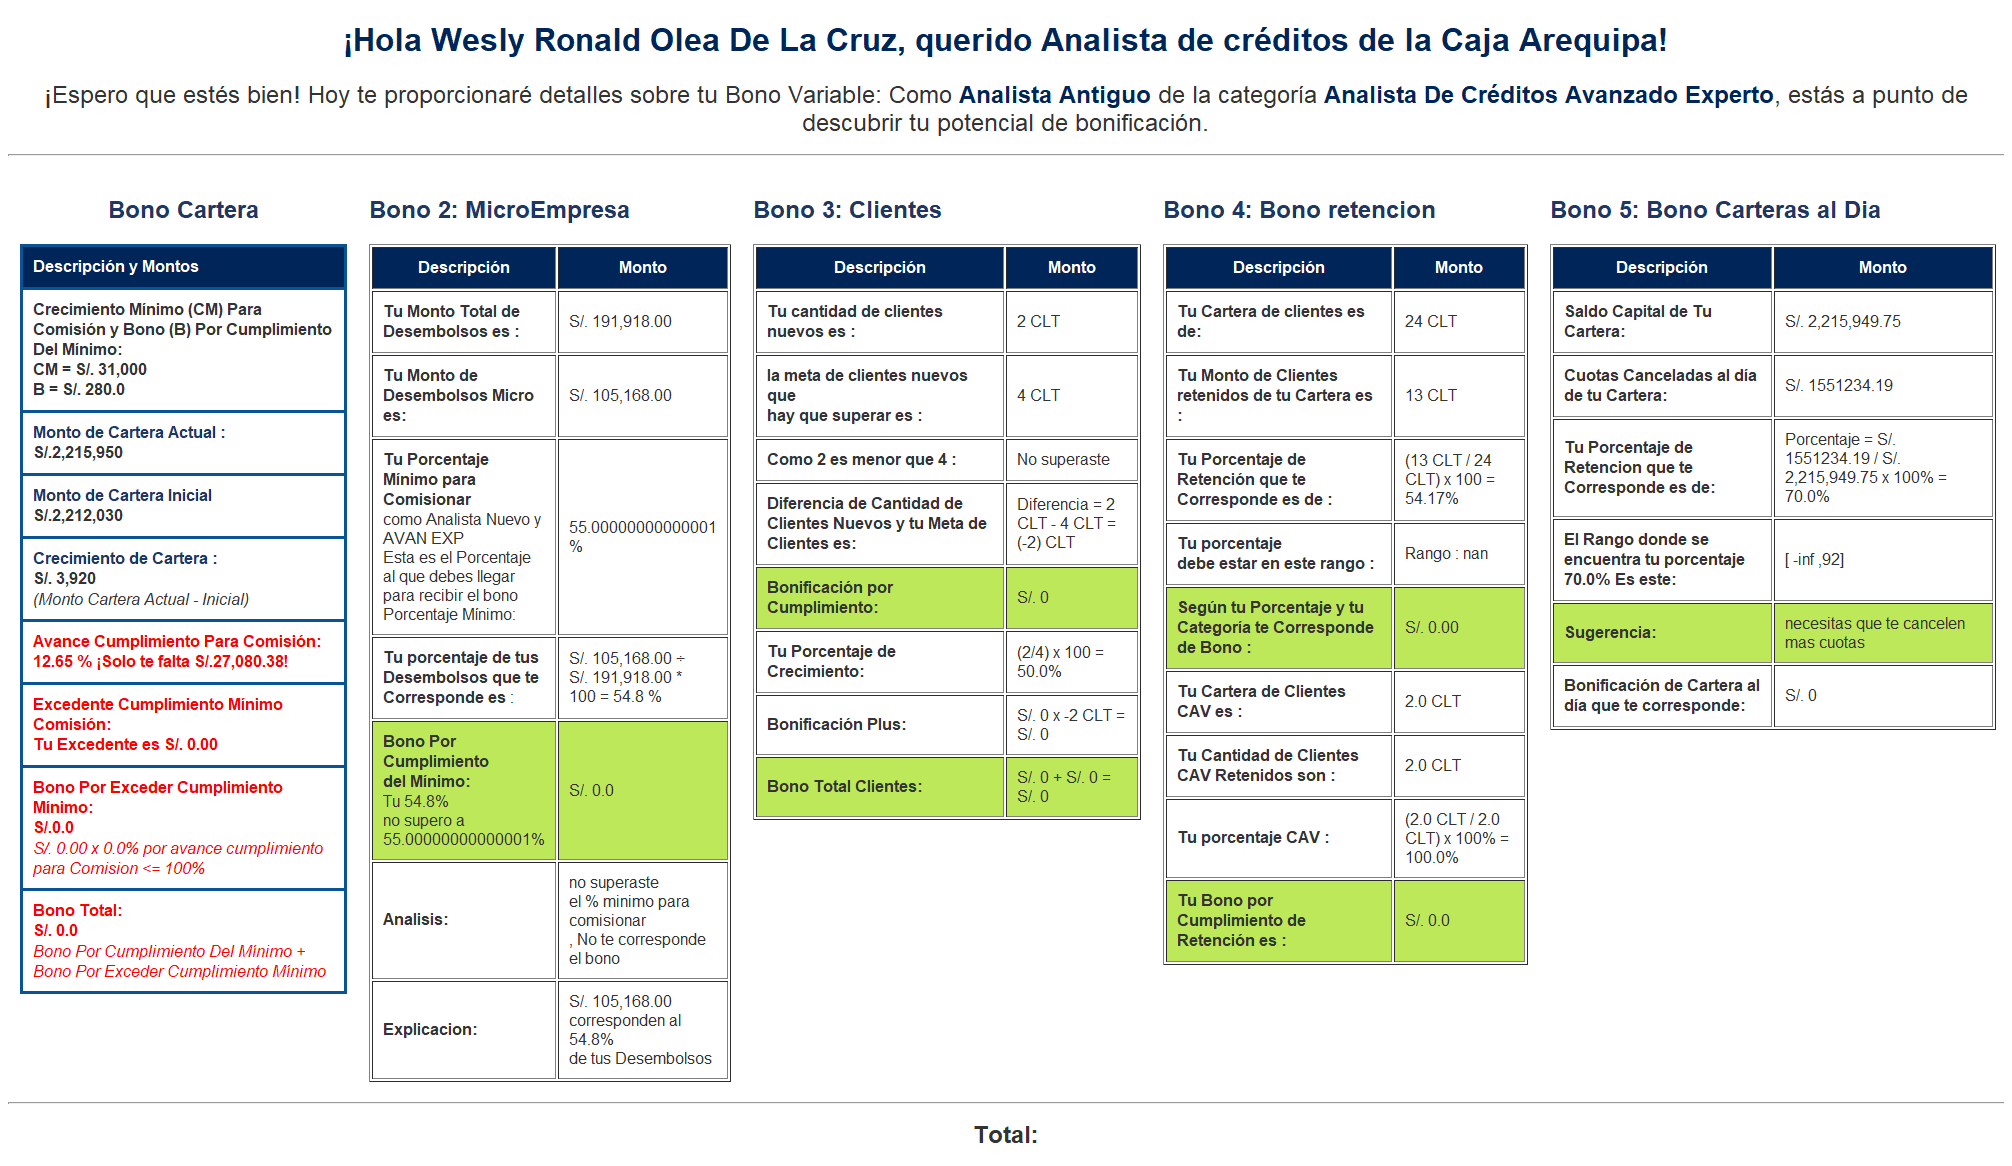 ¡Hola Wesly Ronald Olea De La Cruz, querido Analista de créditos de la Caja Arequipa!
¡Espero que estés bien! Hoy te proporcionaré detalles sobre tu Bono Variable: Como Analista Antiguo de la categoría Analista De Créditos Avanzado Experto, estás a punto de
descubrir tu potencial de bonificación.
Bono Cartera
Descripción y Montos
Crecimiento Mínimo (CM) Para
Comisión y Bono (B) Por Cumplimiento
Del Mínimo:
CM = S/. 31,000
B = S/. 280.0
Monto de Cartera Actual :
S/.2,215,950
Monto de Cartera Inicial
S/.2,212,030
Crecimiento de Cartera :
S/. 3,920
(Monto Cartera Actual - Inicial)
Avance Cumplimiento Para Comisión:
12.65 % ¡Solo te falta S/.27,080.38!
Excedente Cumplimiento Mínimo
Comisión:
Tu Excedente es S/. 0.00
Bono Por Exceder Cumplimiento
Mínimo:
S/.0.0
S/. 0.00 x 0.0% por avance cumplimiento
para Comision <= 100%
Bono Total:
S/. 0.0
Bono Por Cumplimiento Del Mínimo +
Bono Por Exceder Cumplimiento Mínimo
Bono 2: MicroEmpresa
Descripción Monto
Tu Monto Total de
Desembolsos es :
S/. 191,918.00
Tu Monto de
Desembolsos Micro
es:
S/. 105,168.00
Tu Porcentaje
Mínimo para
Comisionar
como Analista Nuevo y
AVAN EXP
Esta es el Porcentaje
al que debes llegar
para recibir el bono
Porcentaje Mínimo:
55.00000000000001
%
Tu porcentaje de tus
Desembolsos que te
Corresponde es :
S/. 105,168.00 ÷
S/. 191,918.00 *
100 = 54.8 %
Bono Por
Cumplimiento
del Mínimo:
Tu 54.8%
no supero a
55.00000000000001%
S/. 0.0
Analisis:
no superaste
el % minimo para
comisionar
, No te corresponde
el bono
Explicacion:
S/. 105,168.00
corresponden al
54.8%
de tus Desembolsos
Bono 3: Clientes
Descripción Monto
Tu cantidad de clientes
nuevos es :
2 CLT
la meta de clientes nuevos
que
hay que superar es :
4 CLT
Como 2 es menor que 4 :
No superaste
Diferencia de Cantidad de
Clientes Nuevos y tu Meta de
Clientes es:
Diferencia = 2
CLT - 4 CLT =
(-2) CLT
Bonificación por
Cumplimiento:
S/. 0
Tu Porcentaje de
Crecimiento:
(2/4) x 100 =
50.0%
Bonificación Plus:
S/. 0 x -2 CLT =
S/. 0
Bono Total Clientes:
S/. 0 + S/. 0 =
S/. 0
Bono 4: Bono retencion
Descripción Monto
Tu Cartera de clientes es
de:
24 CLT
Tu Monto de Clientes
retenidos de tu Cartera es
:
13 CLT
Tu Porcentaje de
Retención que te
Corresponde es de :
(13 CLT / 24
CLT) x 100 =
54.17%
Tu porcentaje
debe estar en este rango :
Rango : nan
Según tu Porcentaje y tu
Categoría te Corresponde
de Bono :
S/. 0.00
Tu Cartera de Clientes
CAV es :
2.0 CLT
Tu Cantidad de Clientes
CAV Retenidos son :
2.0 CLT
Tu porcentaje CAV :
(2.0 CLT / 2.0
CLT) x 100% =
100.0%
Tu Bono por
Cumplimiento de
Retención es :
S/. 0.0
Bono 5: Bono Carteras al Dia
Descripción Monto
Saldo Capital de Tu
Cartera:
S/. 2,215,949.75
Cuotas Canceladas al día
de tu Cartera:
S/. 1551234.19
Tu Porcentaje de
Retencion que te
Corresponde es de:
Porcentaje = S/.
1551234.19 / S/.
2,215,949.75 x 100% =
70.0%
El Rango donde se
encuentra tu porcentaje
70.0% Es este:
[ -inf ,92]
Sugerencia:
necesitas que te cancelen
mas cuotas
Bonificación de Cartera al
día que te corresponde:
S/. 0
Total: